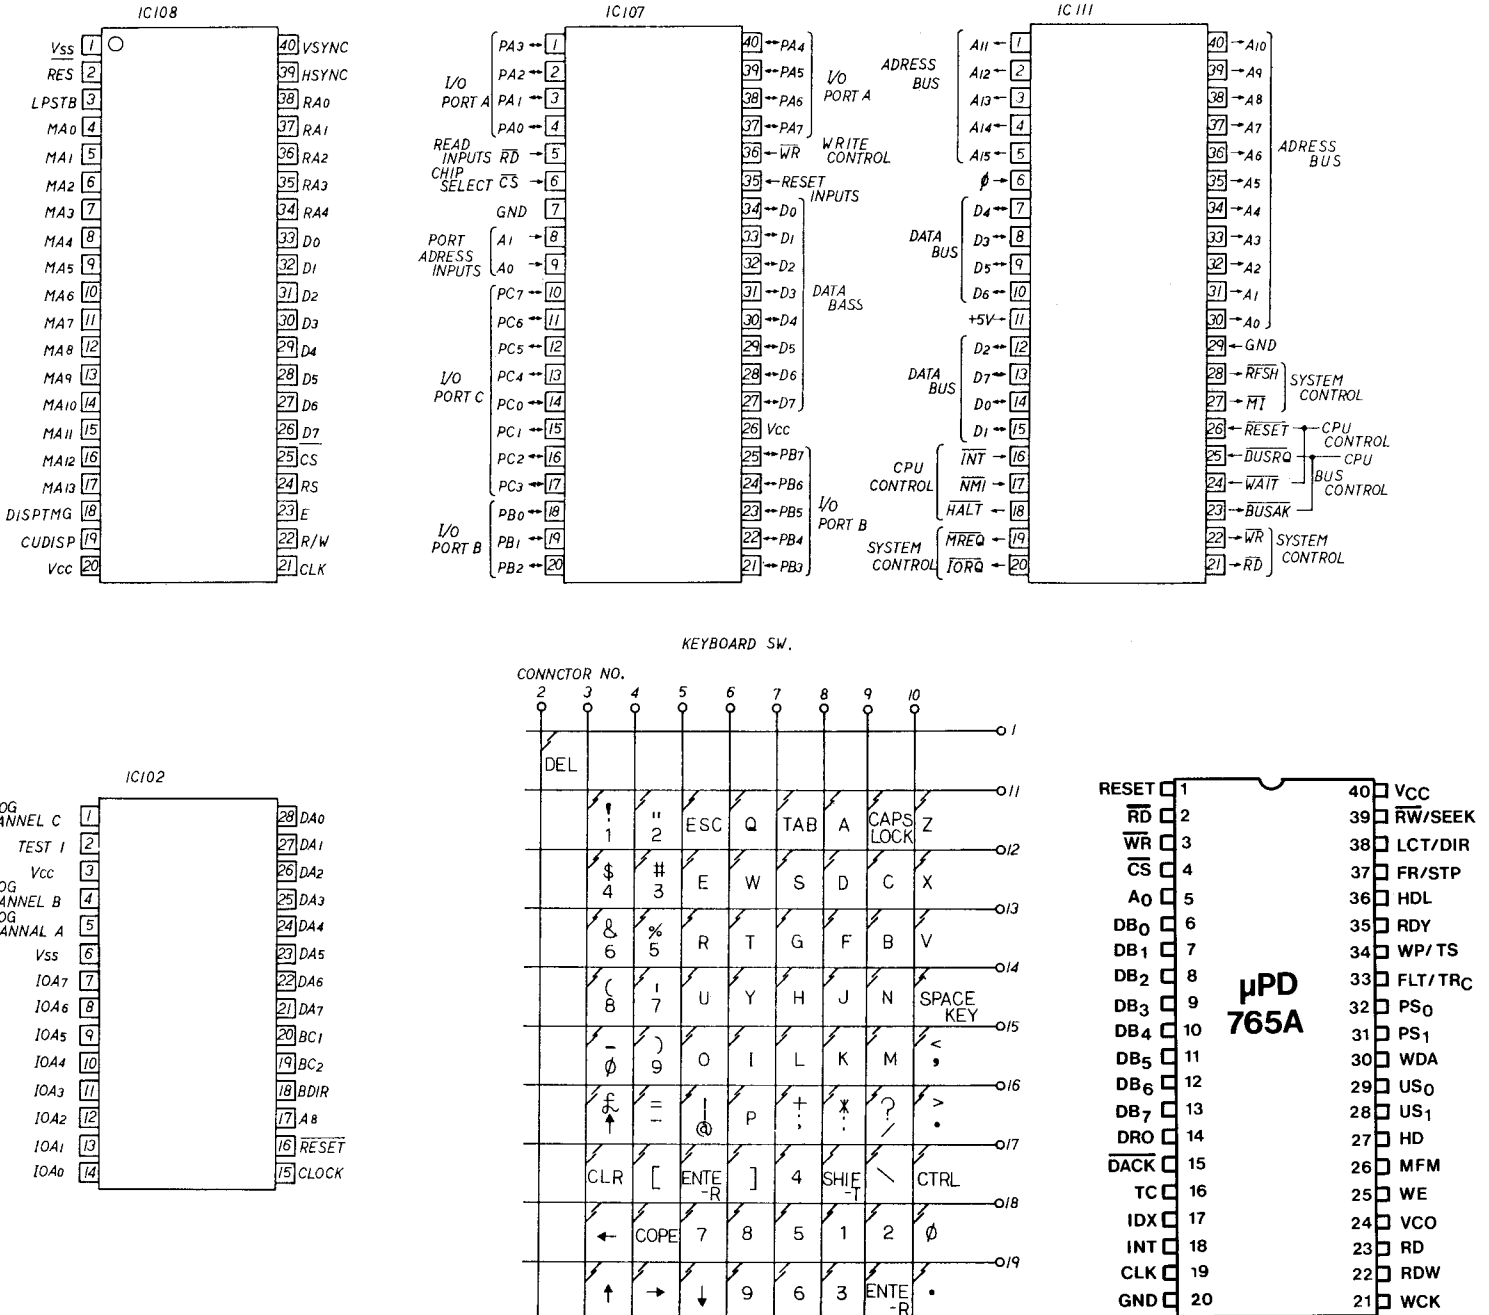 IC108
Vss 1 40 VSYNC
RES 2 39 HSYNC
LPSTB 3 38 RA0
MA0 4 37 RA1
MA1 5 36 RA2
MA2 6 35 RA3
MA3 7 34 RA4
MA4 8 33 D0
MA5 9 32 D1
MA6 10 31 D2
MA7 11 30 D3
MA8 12 29 D4
MA9 13 28 D5
MA10 14 27 D6
MA11 15 26 D7
MA12 16 25 CS
MA13 17 24 RS
DISPTMG 18 23 E
CUDISP 19 22 R/W
Vcc 20 21 CLK
IC107
I/O
PORT A
READ
INPUTS
CHIP
SELECT
PORT
ADRESS
INPUTS
I/O
PORT C
I/O
PORT B
PA3 1 40 PA4
PA2 2 39 PA5
PA1 3 38 PA6
PA0 4 37 PA7
RD 5 36 WR
CS 6 35 RESET
GND 7 34 D0
A1 8 33 D1
A0 9 32 D2
PC7 10 31 D3
PC6 11 30 D4
PC5 12 29 D5
PC4 13 28 D6
PC0 14 27 D7
PC1 15 26 Vcc
PC2 16 25 PB7
PC3 17 24 PB6
PB0 18 23 PB5
PB1 19 22 PB4
PB2 20 21 PB3
I/O
PORT A
WRITE
CONTROL
INPUTS
DATA
BASS
I/O
PORT B
IC111
ADRESS
BUS
DATA
BUS
DATA
BUS
CPU
CONTROL
SYSTEM
CONTROL
A11 1 40 A10
A12 2 39 A9
A13 3 38 A8
A14 4 37 A7
A15 5 36 A6
ϕ 6 35 A5
D4 7 34 A4
D3 8 33 A3
D5 9 32 A2
D6 10 31 A1
+5V 11 30 A0
D2 12 29 GND
D7 13 28 RFSH
D0 14 27 M1
D1 15 26 RESET
INT 16 25 BUSRQ
NMI 17 24 WAIT
HALT 18 23 BUSAK
MREQ 19 22 WR
IORQ 20 21 RD
ADRESS
BUS
SYSTEM
CONTROL
CPU
CONTROL
CPU
BUS
CONTROL
SYSTEM
CONTROL
IC102
OG
ANNEL C 1 28 DA0
TEST 1 2 27 DA1
Vcc 3 26 DA2
OG
ANNEL B 4 25 DA3
OG
ANNAL A 5 24 DA4
Vss 6 23 DA5
IOA7 7 22 DA6
IOA6 8 21 DA7
IOA5 9 20 BC1
IOA4 10 19 BC2
IOA3 11 18 BDIR
IOA2 12 17 A8
IOA1 13 16 RESET
IOA0 14 15 CLOCK
KEYBOARD SW.
CONNCTOR NO.
2 3 4 5 6 7 8 9 10
1
DEL
11
! 1 " 2 ESC Q TAB A CAPS LOCK Z
12
$ 4 # 3 E W S D C X
13
& 6 % 5 R T G F B V
14
( 8 ' 7 U Y H J N SPACE KEY
15
_ 0 ) 9 O I L K M < ,
16
£ ↑ = - | @ P + ; * : ? / > .
17
CLR [ ENTE-R ] 4 SHIF-T \ CTRL
18
← COPE 7 8 5 1 2 0
19
↑ → ↓ 9 6 3 ENTE-R .
μPD
765A
RESET 1 40 VCC
RD 2 39 RW/SEEK
WR 3 38 LCT/DIR
CS 4 37 FR/STP
A0 5 36 HDL
DB0 6 35 RDY
DB1 7 34 WP/TS
DB2 8 33 FLT/TRC
DB3 9 32 PS0
DB4 10 31 PS1
DB5 11 30 WDA
DB6 12 29 US0
DB7 13 28 US1
DRO 14 27 HD
DACK 15 26 MFM
TC 16 25 WE
IDX 17 24 VCO
INT 18 23 RD
CLK 19 22 RDW
GND 20 21 WCK